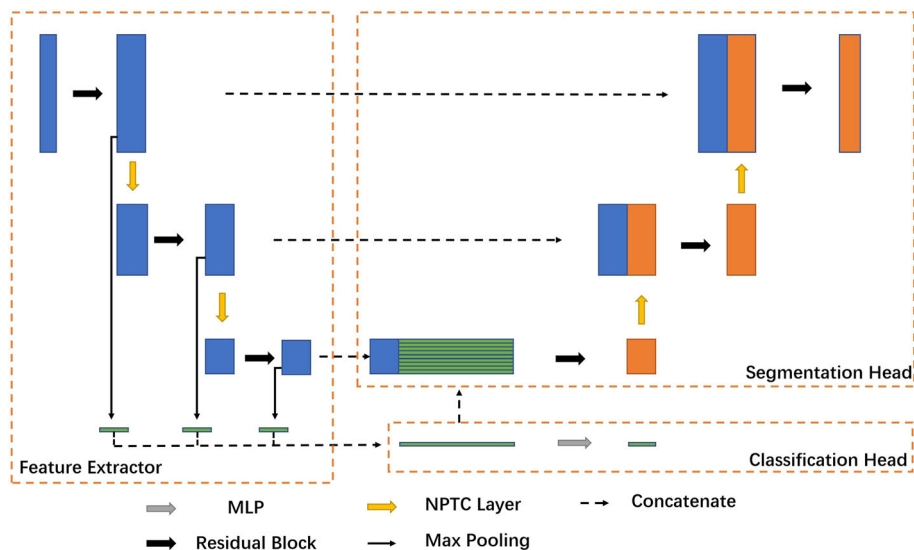 Segmentation Head
Feature Extractor
Classification Head
MLP
NPTC Layer
Concatenate
Residual Block
Max Pooling